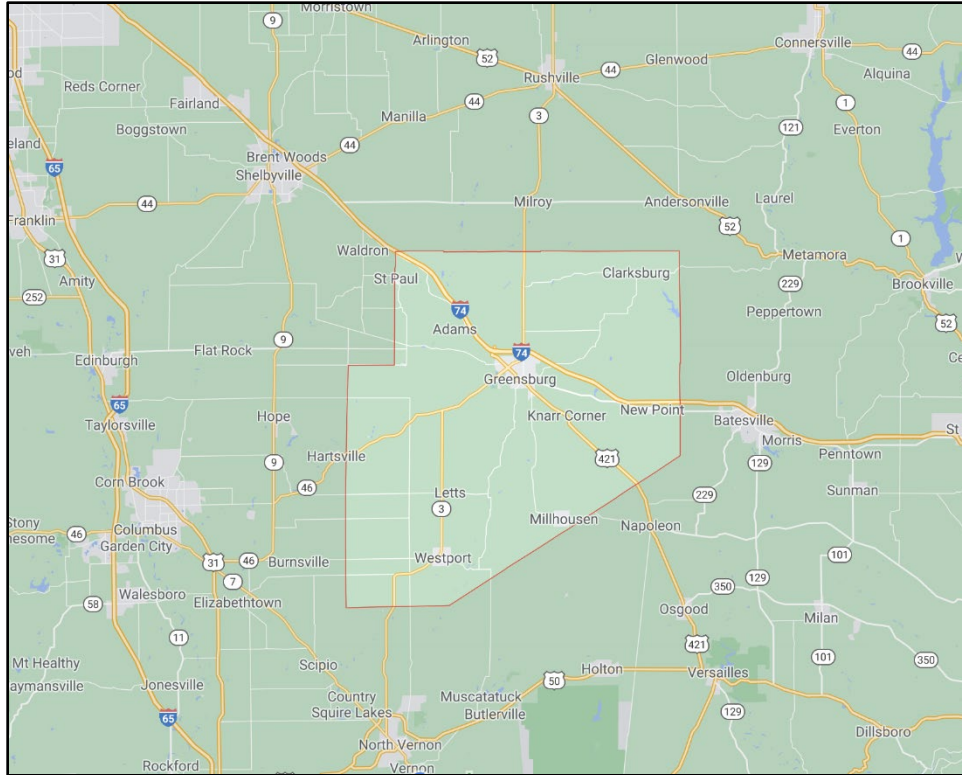 Morristown
9
Arlington
52
Connersville
44
Glenwood
44
Rushville
Alquina
Reds Corner
Fairland
44
Manilla
3
1
Everton
Boggstown
121
44
Brent Woods
Shelbyville
65
44
Franklin
Milroy
Andersonville
Laurel
52
31
Waldron
1
Metamora
Amity
St Paul
Clarksburg
229
Brookville
252
74
Peppertown
Adams
52
9
Flat Rock
74
Edinburgh
Greensburg
Oldenburg
65
Taylorsville
Hope
Knarr Corner
New Point
Batesville
St
Morris
Hartsville
421
Penntown
9
129
Corn Brook
46
Letts
229
Sunman
3
Millhousen
Napoleon
Columbus
46
Garden City
Westport
101
31
46
Burnsville
7
129
350
Walesboro
58
Elizabethtown
Osgood
Milan
11
421
101
350
Mt Healthy
Scipio
Holton
50
Versailles
Jonesville
Country
Squire Lakes
Muscatatuck
Butlerville
65
129
North Vernon
Dillsboro
Rockford
Vernon